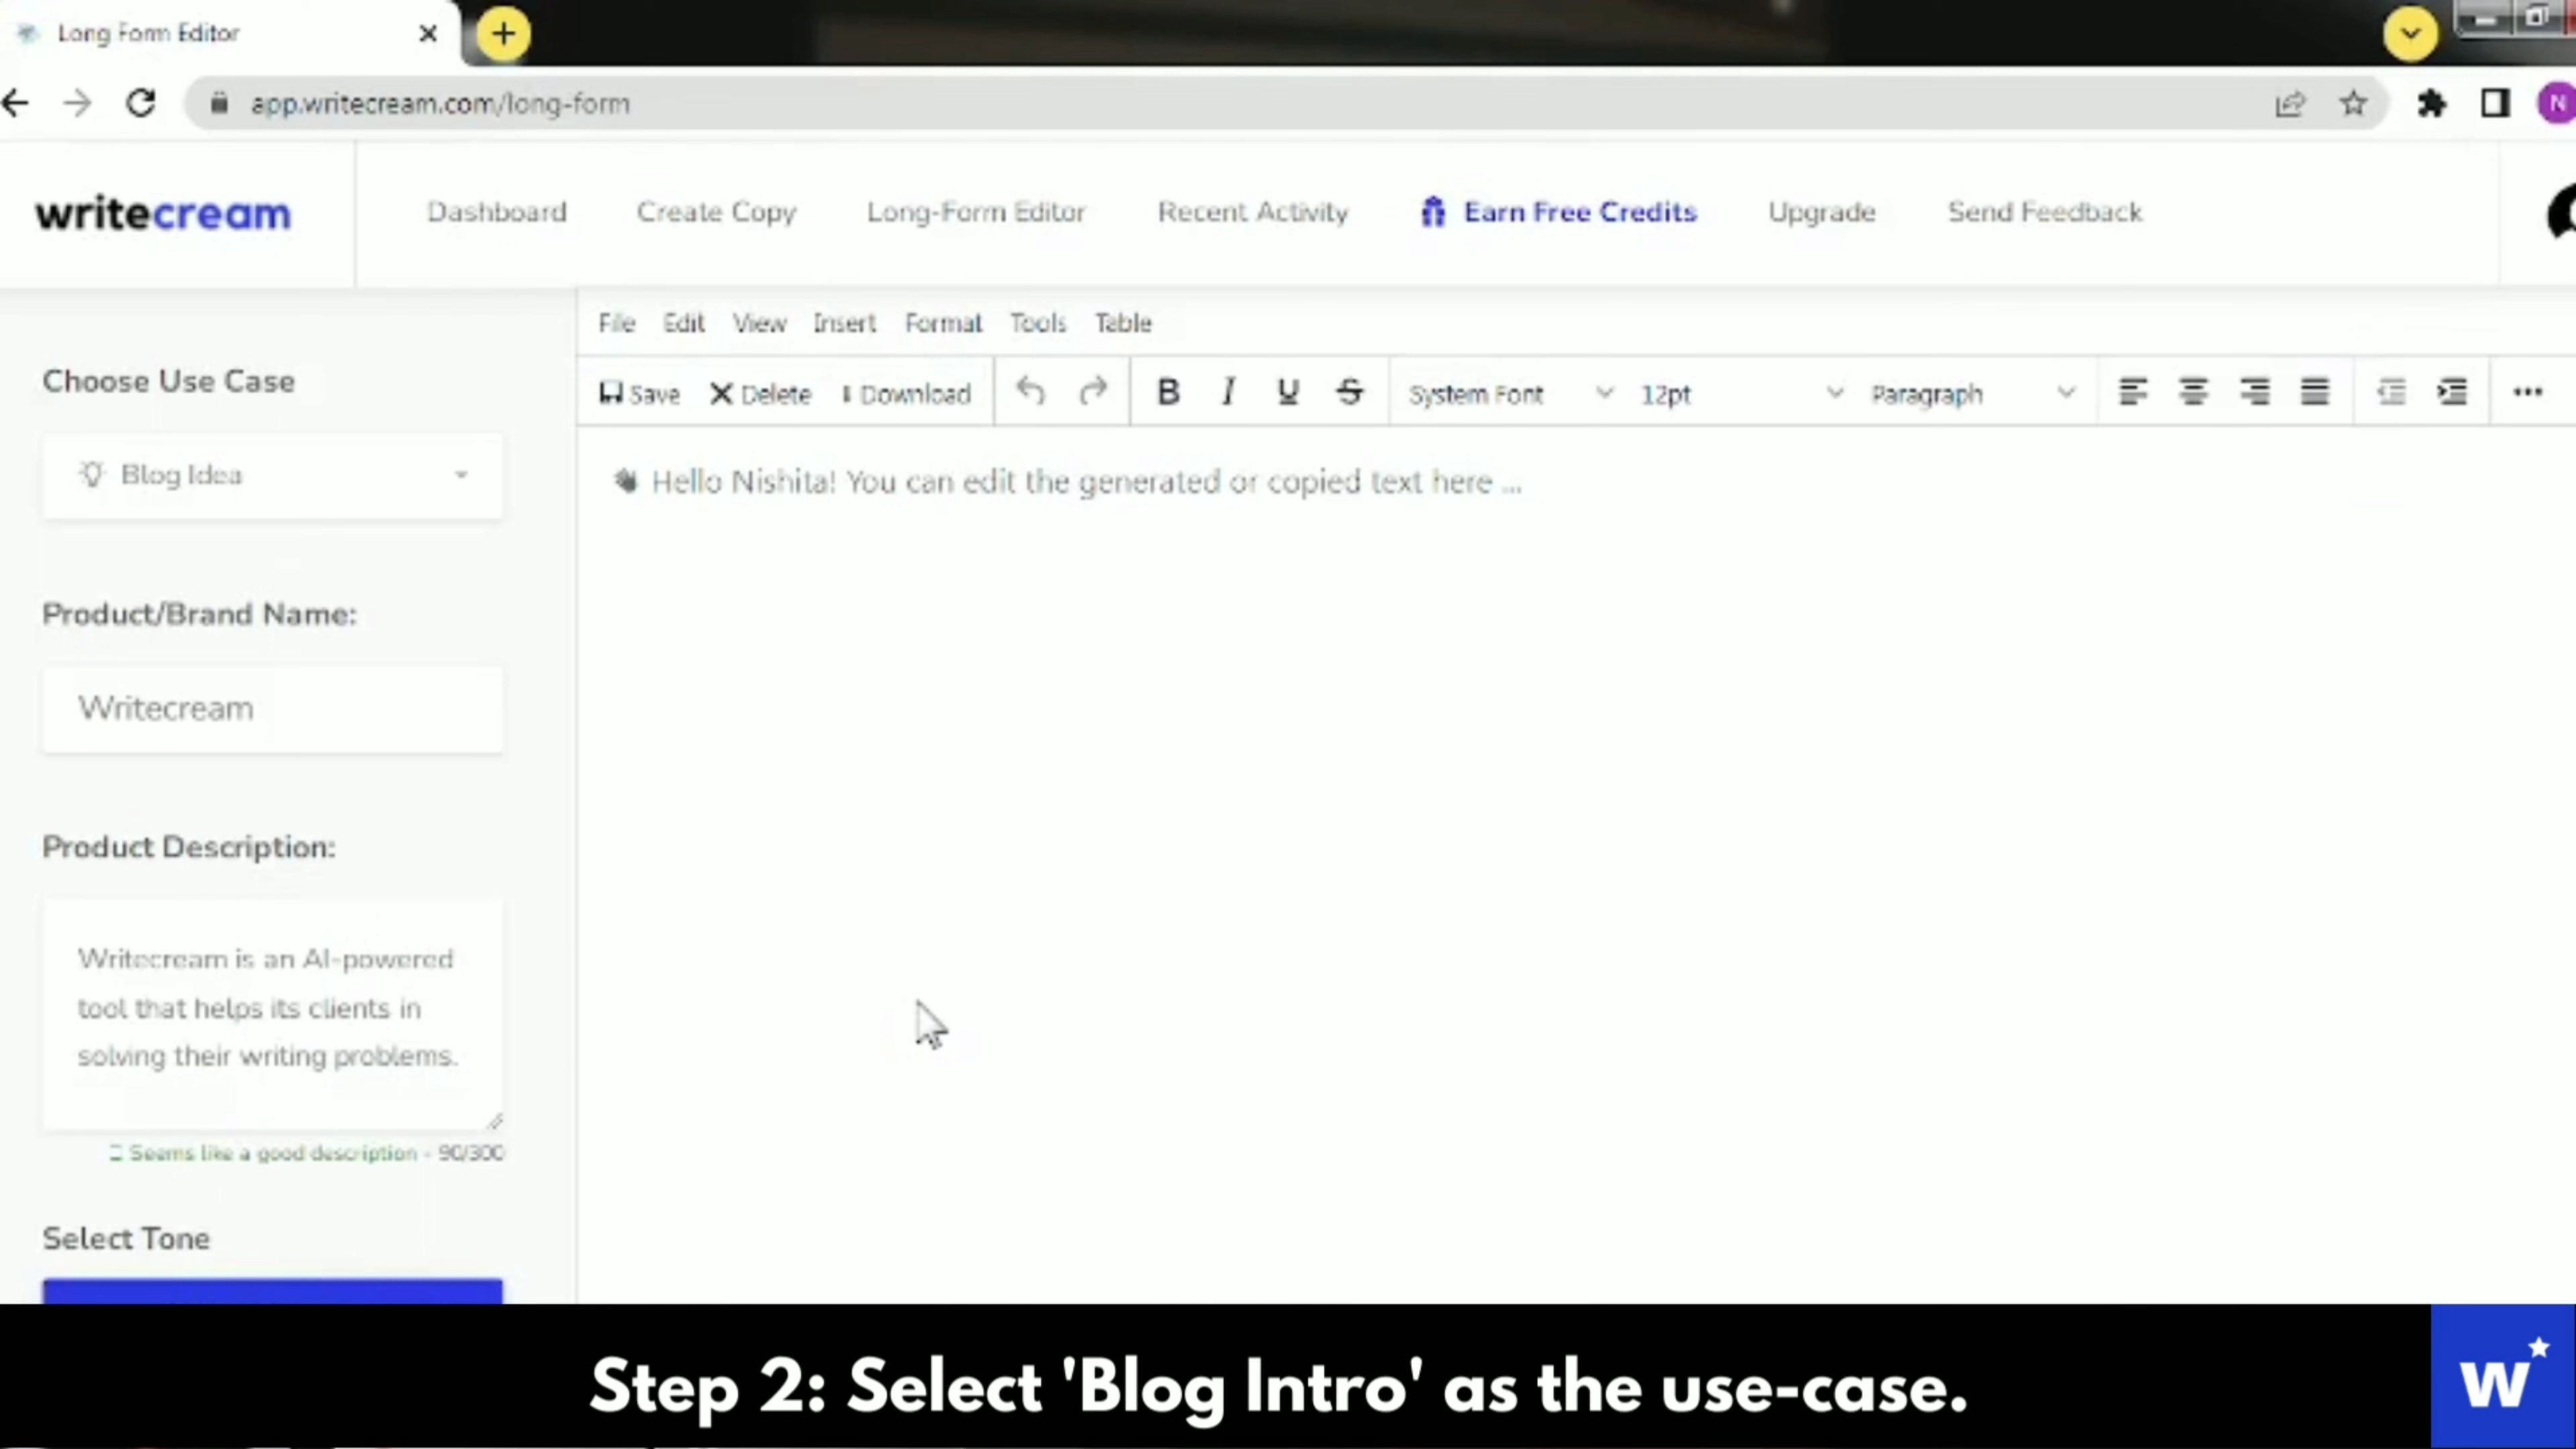 Long Form Editor
app.writecream.com/long-form
N
writecream
Dashboard
Create Copy
Long-Form Editor
Recent Activity
Earn Free Credits
Upgrade
Send Feedback
File Edit View Insert Format Tools Table
Save Delete Download
B I U S
System Font
12pt
Paragraph
Choose Use Case
Blog Idea
Hello Nishita! You can edit the generated or copied text here ...
Product/Brand Name:
Writecream
Product Description:
Writecream is an AI-powered
tool that helps its clients in
solving their writing problems.
Seems like a good description - 90/300
Select Tone
Step 2: Select 'Blog Intro' as the use-case.
w